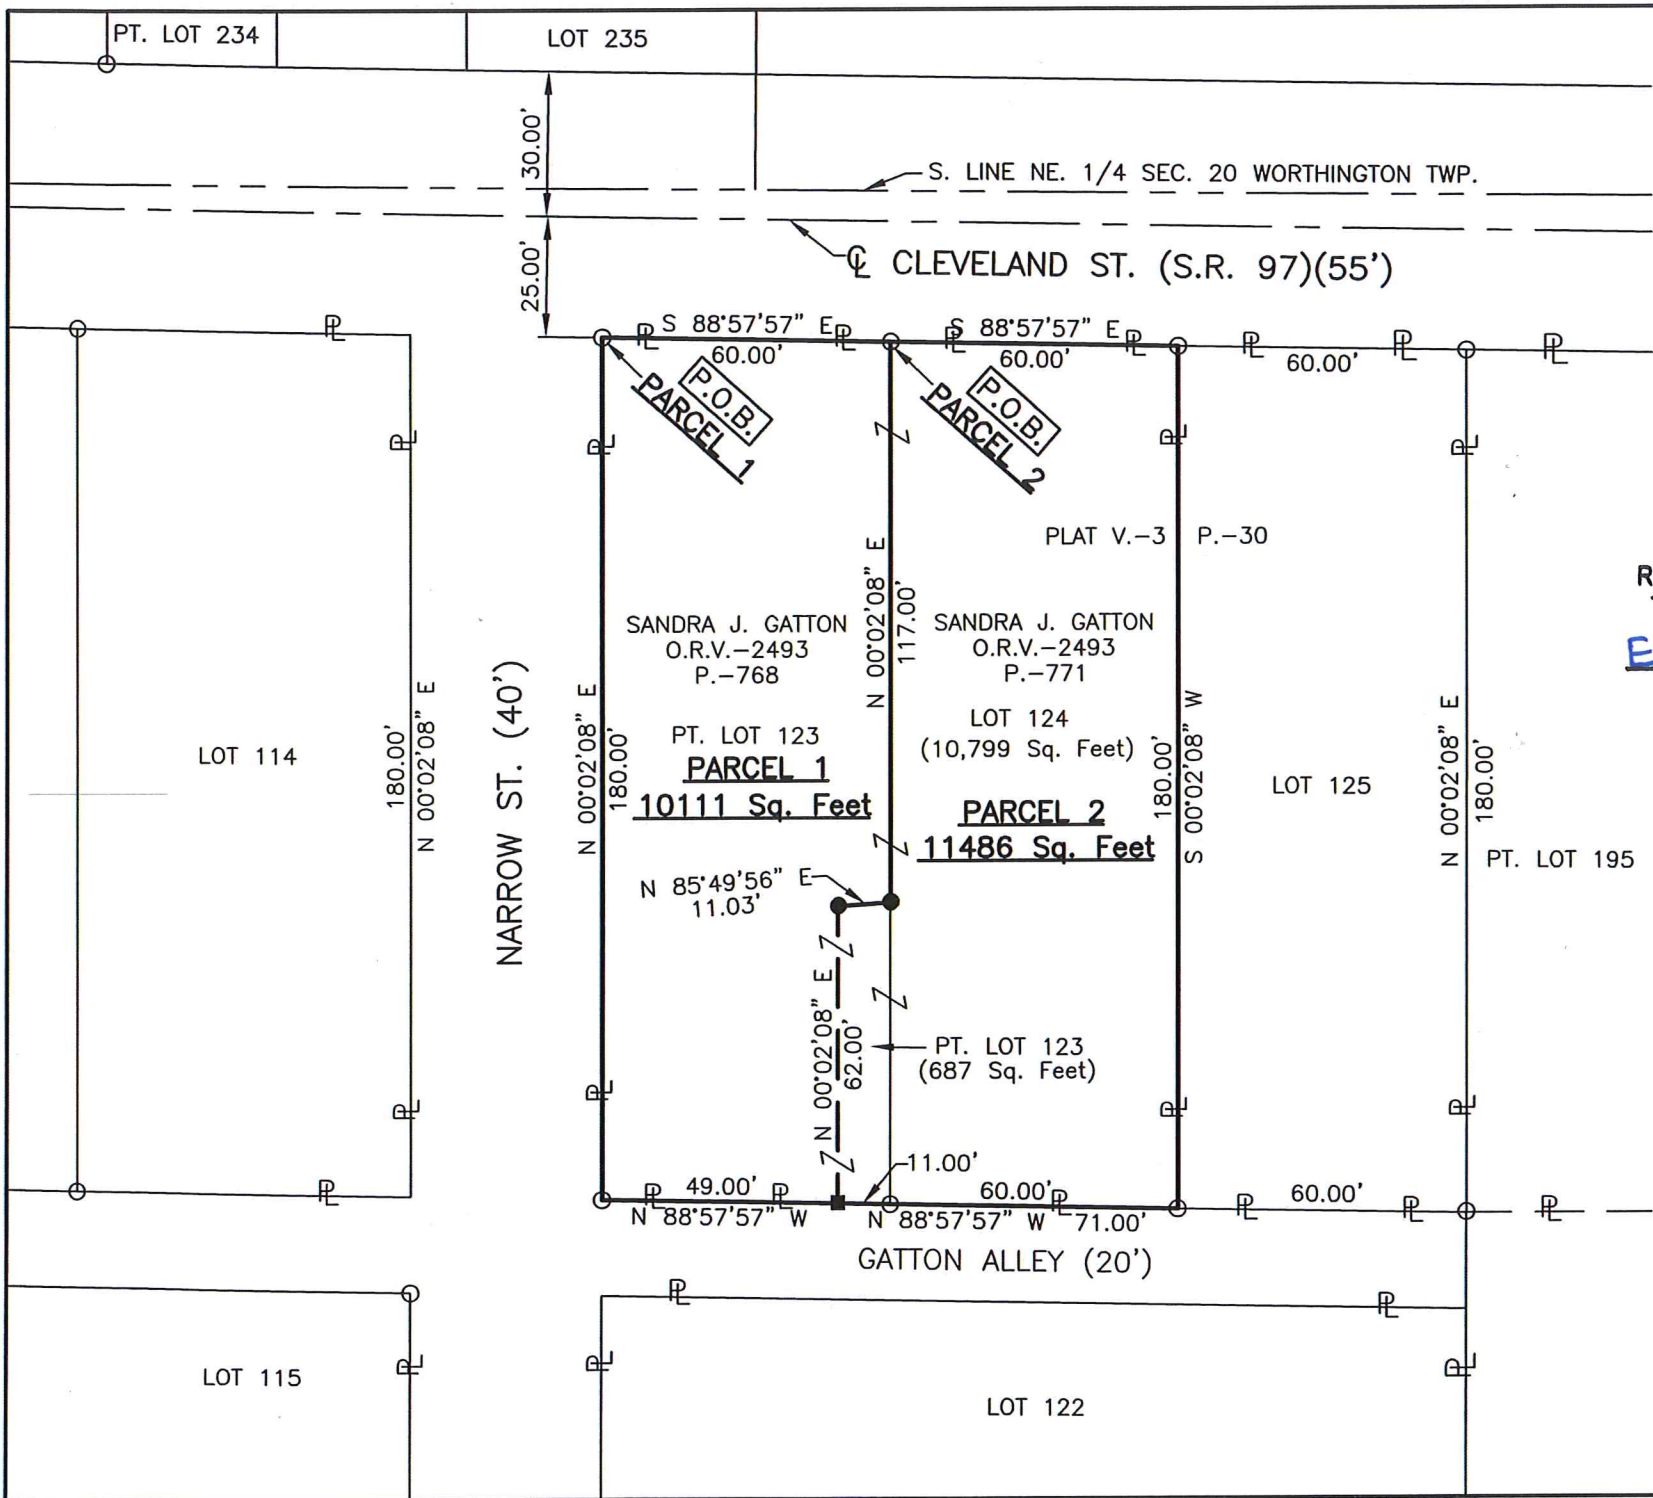 PT. LOT 234
LOT 235
30.00'
S. LINE NE. 1/4 SEC. 20 WORTHINGTON TWP.
25.00'
℄ CLEVELAND ST. (S.R. 97)(55')
S 88°57'57" E
60.00'
S 88°57'57" E
60.00'
60.00'
P.O.B.
PARCEL 1
P.O.B.
PARCEL 2
PLAT V.-3
P.-30
R
E
N 00°02'08" E
117.00'
SANDRA J. GATTON
O.R.V.-2493
P.-768
SANDRA J. GATTON
O.R.V.-2493
P.-771
LOT 114
180.00'
N 00°02'08" E
NARROW ST. (40')
N 00°02'08" E
180.00'
PT. LOT 123
PARCEL 1
10111 Sq. Feet
LOT 124
(10,799 Sq. Feet)
PARCEL 2
11486 Sq. Feet
180.00'
S 00°02'08" W
LOT 125
N 00°02'08" E
180.00'
PT. LOT 195
N 85°49'56" E
11.03'
N 00°02'08" E
62.00'
PT. LOT 123
(687 Sq. Feet)
11.00'
49.00'
N 88°57'57" W
60.00'
N 88°57'57" W 71.00'
60.00'
GATTON ALLEY (20')
LOT 115
LOT 122